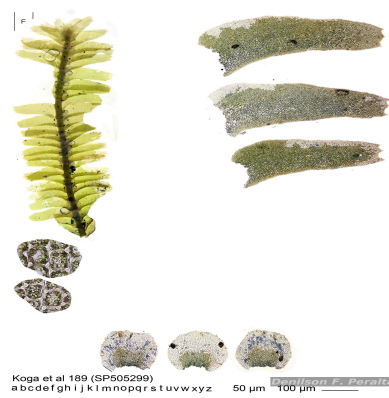 F
Koga et al 189 (SP505299)
a b c d e f g h i j k l m n o p q r s t u v w x y z 50 µm 100 µm
Denilson F. Peralta